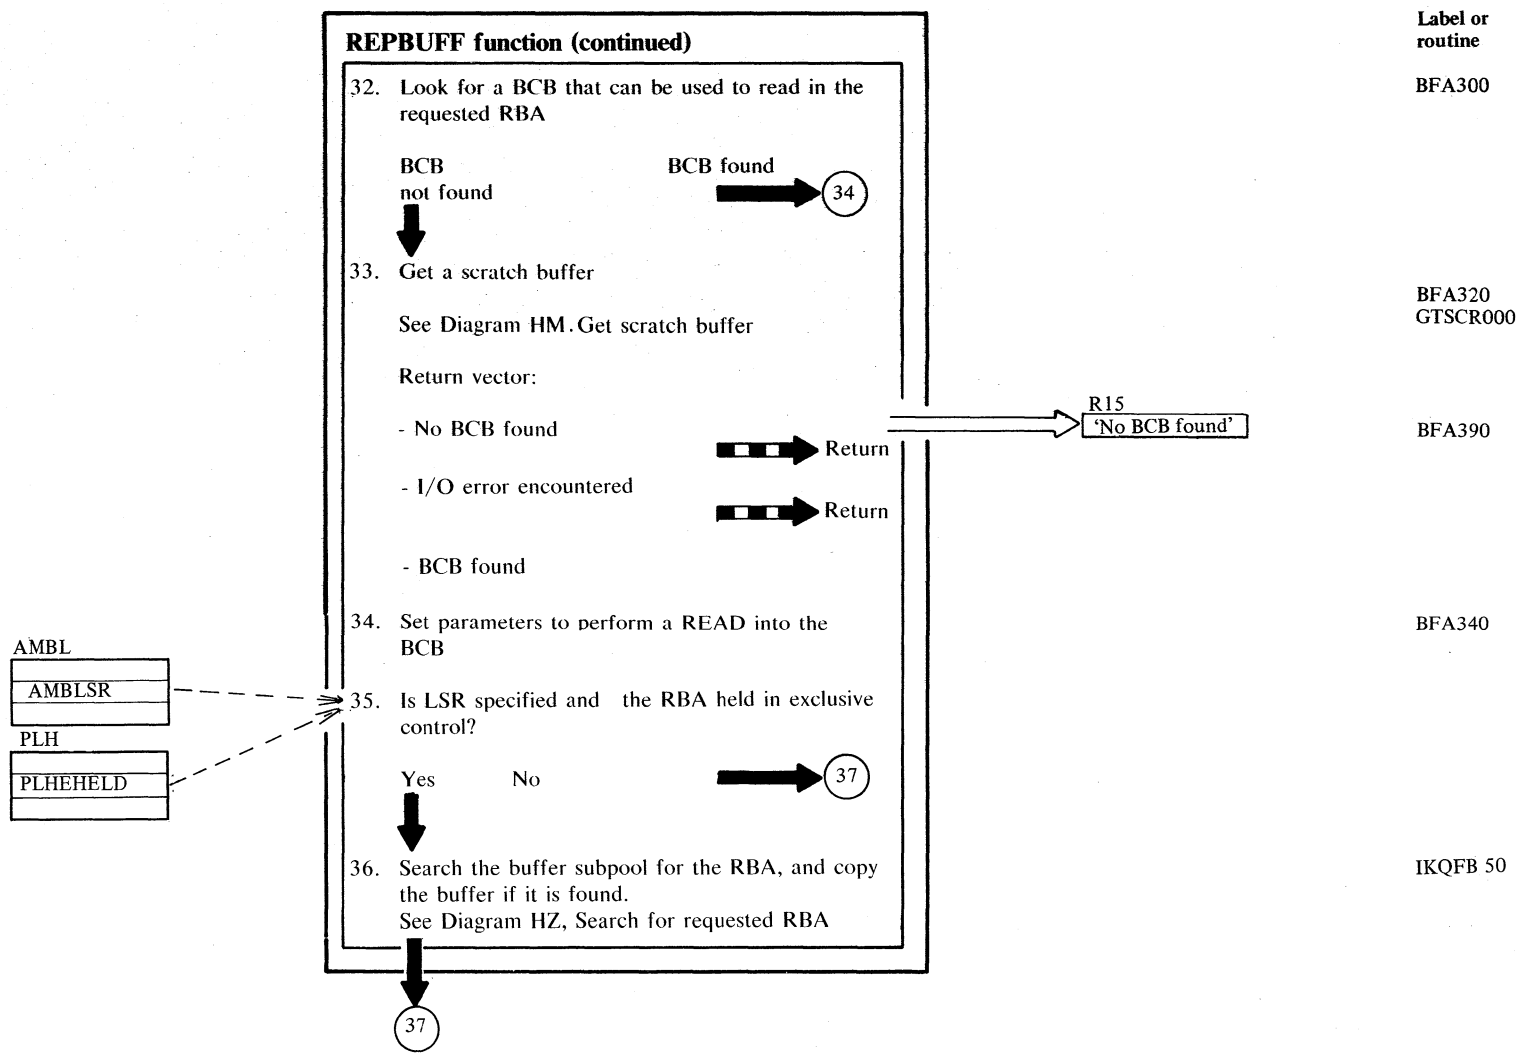 Label or
routine
REPBUFF function (continued)
32. Look for a BCB that can be used to read in the
requested RBA
BFA300
BCB
not found
BCB found
34
33. Get a scratch buffer
BFA320
GTSCR000
See Diagram HM. Get scratch buffer
Return vector:
- No BCB found
Return
R15
'No BCB found'
BFA390
- I/O error encountered
Return
- BCB found
34. Set parameters to perform a READ into the
BCB
BFA340
AMBL
AMBLSR
PLH
PLHEHELD
35. Is LSR specified and the RBA held in exclusive
control?
Yes No
37
36. Search the buffer subpool for the RBA, and copy
the buffer if it is found.
See Diagram HZ, Search for requested RBA
IKQFB 50
37